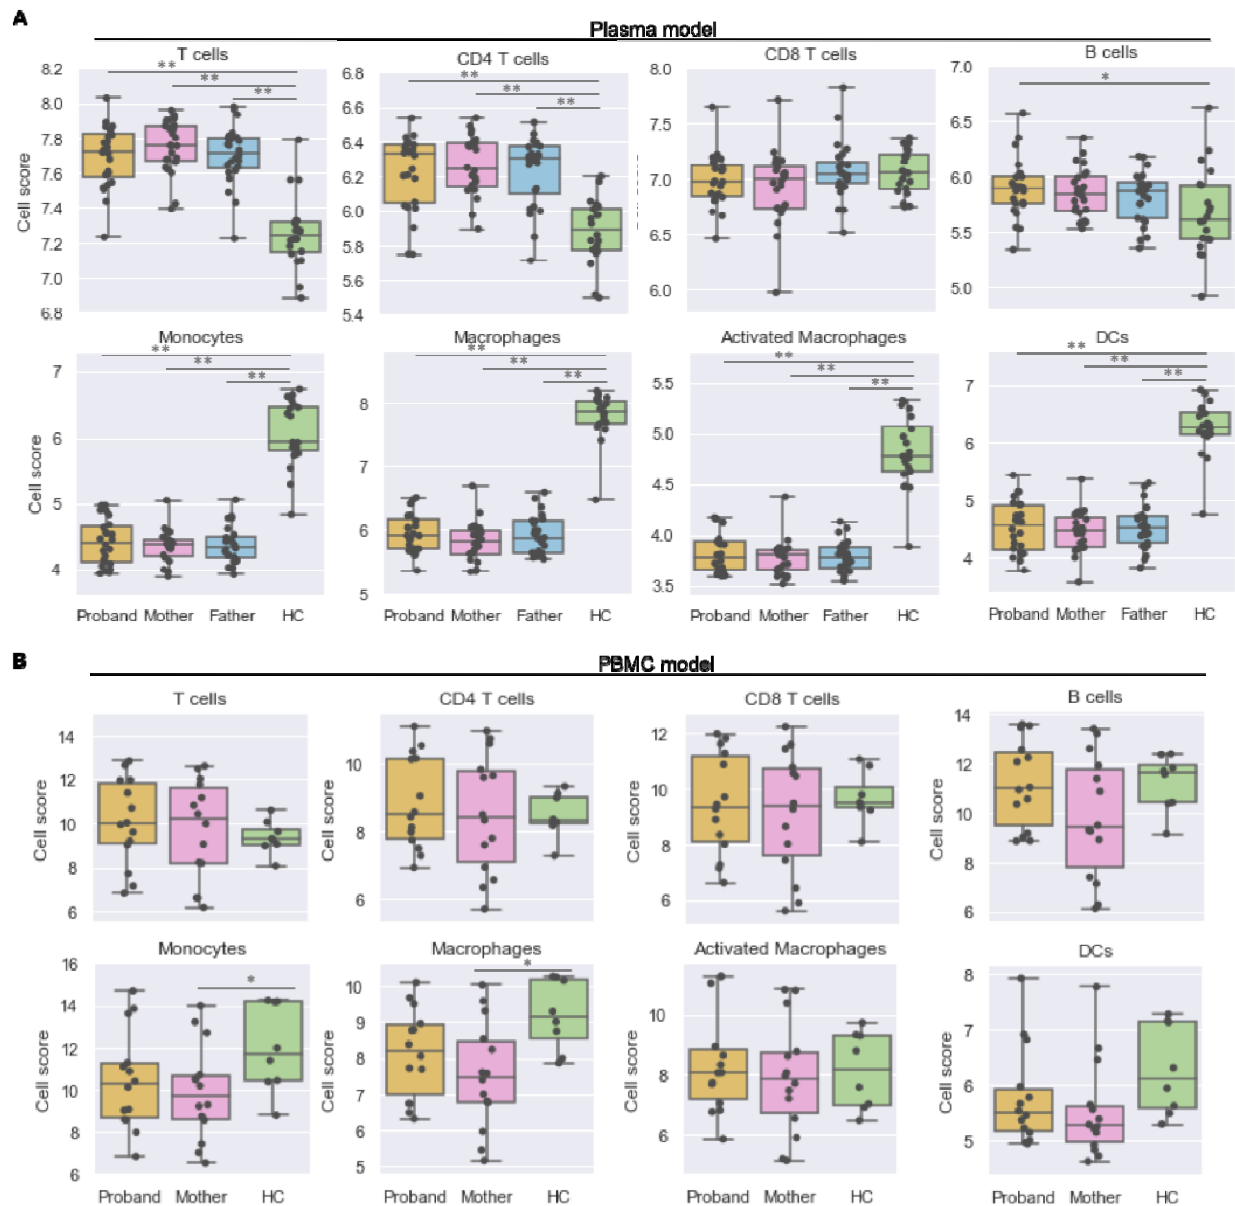 A
Plasma model
T cells
CD4 T cells
CD8 T cells
B cells
Cell score
8.2
8.0
7.8
7.6
7.4
7.2
7.0
6.8
**
**
**
6.8
6.6
6.4
6.2
6.0
5.8
5.6
5.4
**
**
**
8.0
7.5
7.0
6.5
6.0
7.0
6.5
6.0
5.5
5.0
*
Monocytes
Macrophages
Activated Macrophages
DCs
Cell score
7
6
5
4
**
**
**
8
7
6
5
**
**
**
5.5
5.0
4.5
4.0
3.5
**
**
**
7
6
5
4
**
**
**
Proband Mother Father HC
Proband Mother Father HC
Proband Mother Father HC
Proband Mother Father HC
B
PBMC model
T cells
CD4 T cells
CD8 T cells
B cells
Cell score
14
12
10
8
6
Cell score
10
8
6
Cell score
12
10
8
6
Cell score
14
12
10
8
6
Monocytes
Macrophages
Activated Macrophages
DCs
Cell score
16
14
12
10
8
6
*
Cell score
10
9
8
7
6
5
*
Cell score
10
8
6
Cell score
8
7
6
5
Proband Mother HC
Proband Mother HC
Proband Mother HC
Proband Mother HC